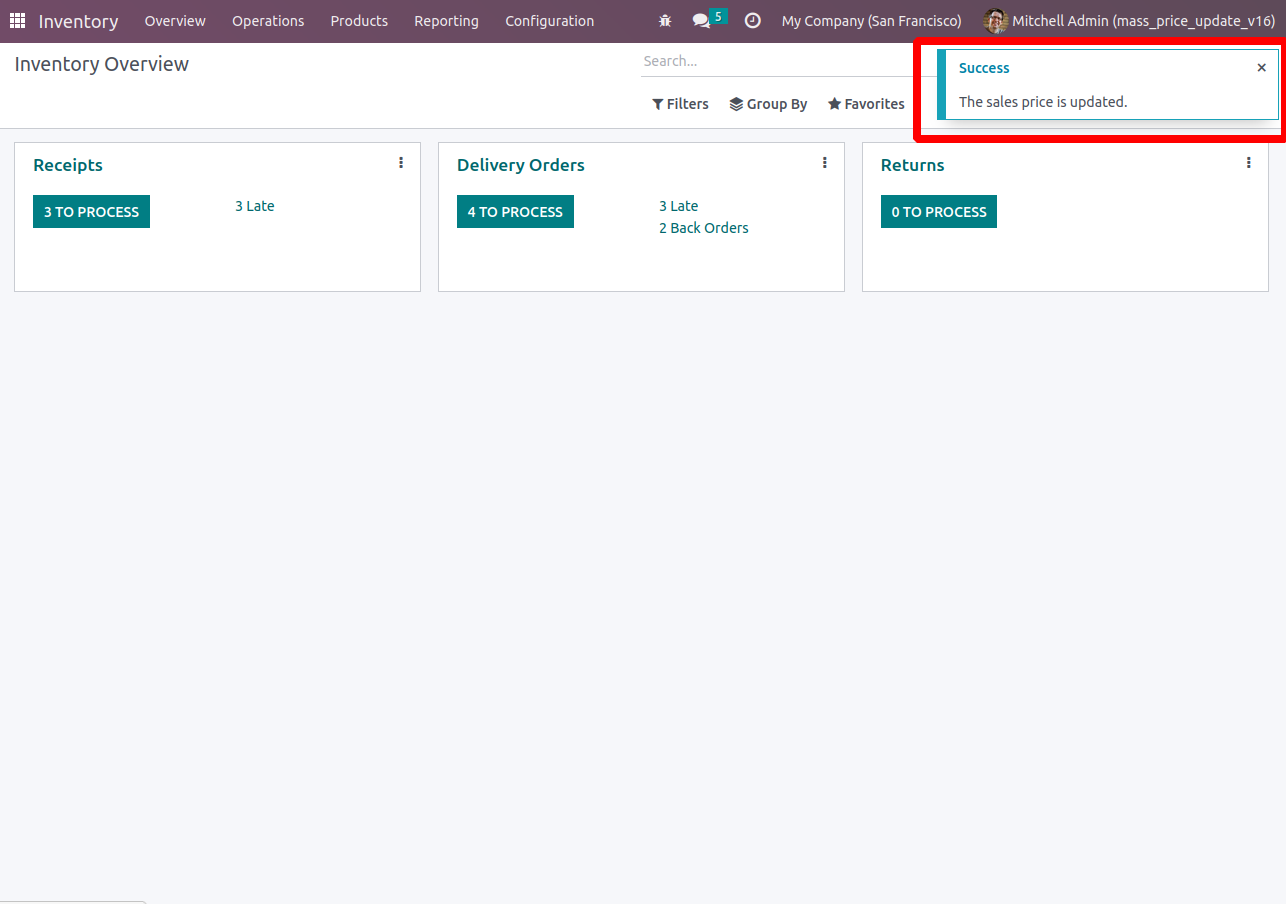 Inventory Overview Operations Products Reporting Configuration 5 My Company (San Francisco) Mitchell Admin (mass_price_update_v16)
Inventory Overview
Search...
Filters Group By Favorites
Success ×
The sales price is updated.
Receipts
3 TO PROCESS
3 Late
Delivery Orders
4 TO PROCESS
3 Late
2 Back Orders
Returns
0 TO PROCESS